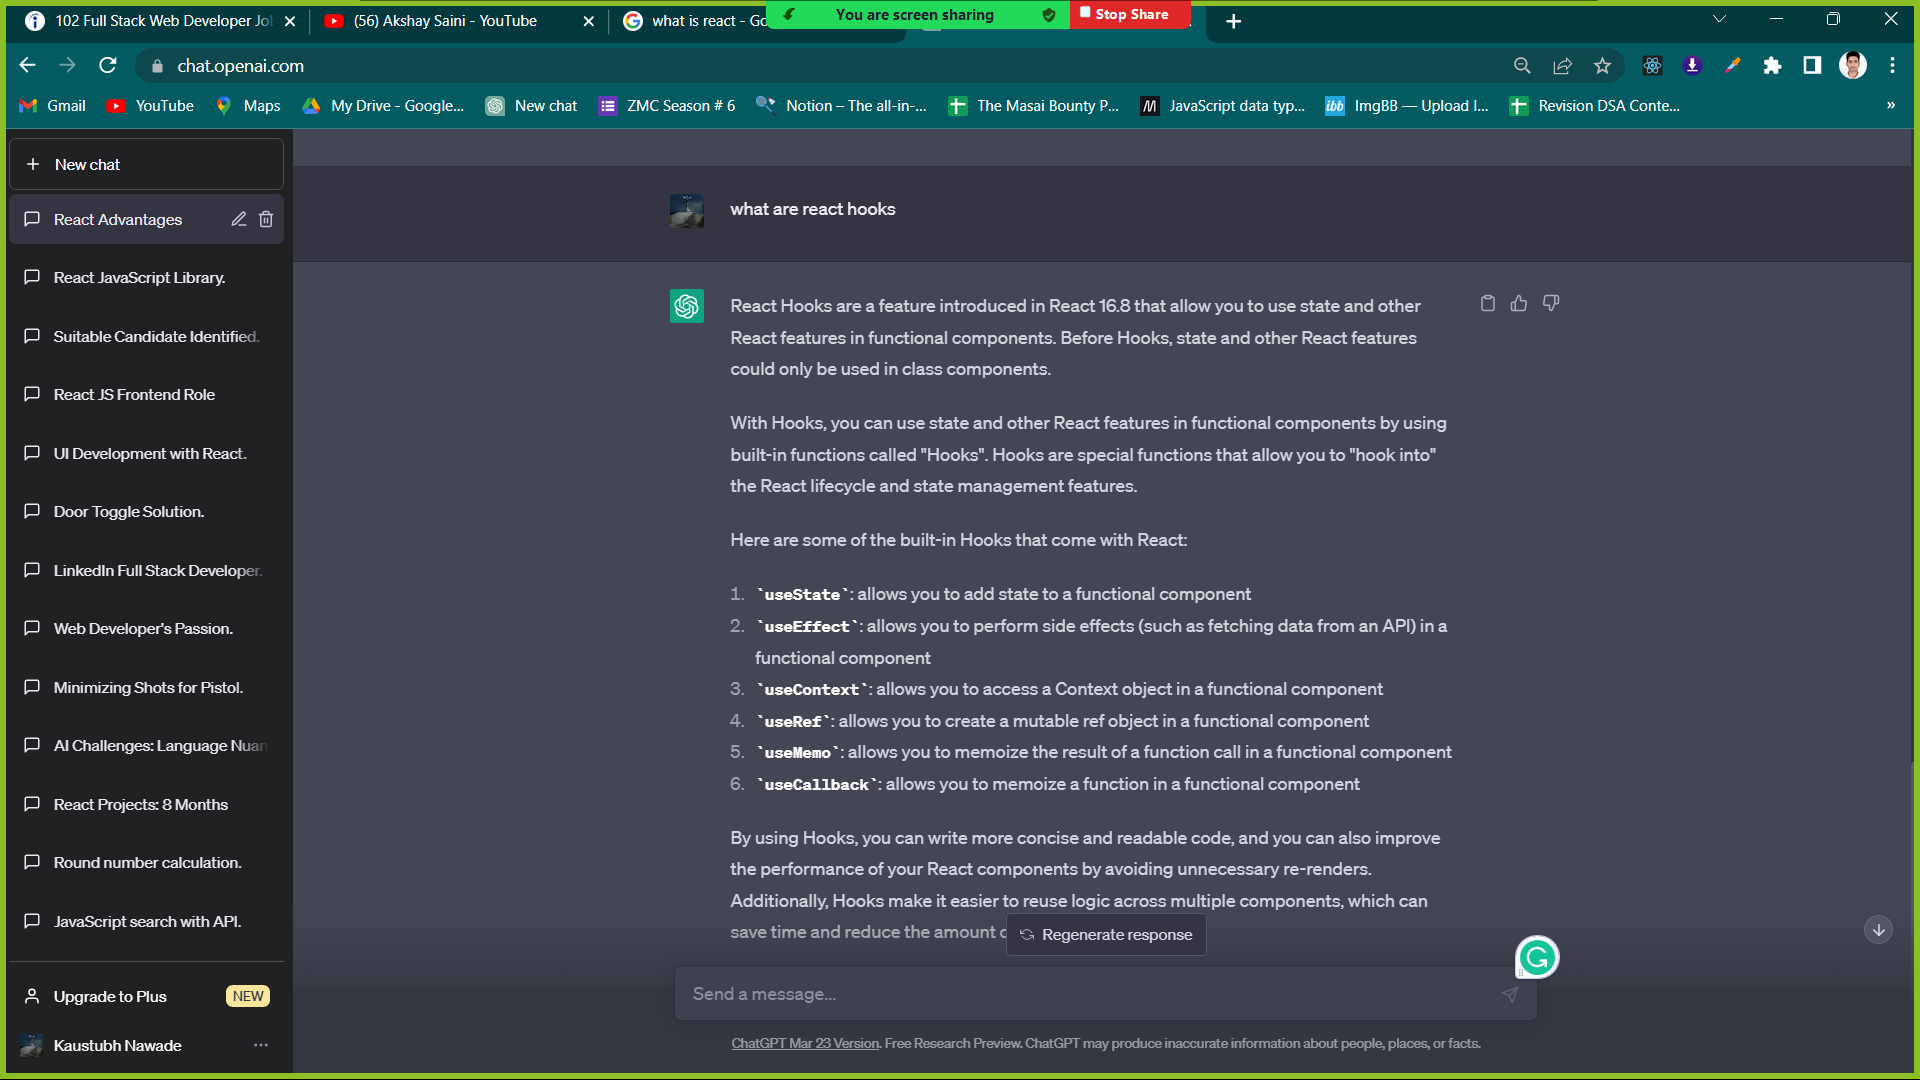 102 Full Stack Web Developer Jo
(56) Akshay Saini - YouTube
what is react - Go
You are screen sharing
Stop Share
chat.openai.com
Gmail
YouTube
Maps
My Drive - Google...
New chat
ZMC Season # 6
Notion – The all-in-...
The Masai Bounty P...
JavaScript data typ...
ibb
ImgBB — Upload I...
Revision DSA Conte...
»
New chat
React Advantages
React JavaScript Library.
Suitable Candidate Identified.
React JS Frontend Role
UI Development with React.
Door Toggle Solution.
LinkedIn Full Stack Developer.
Web Developer's Passion.
Minimizing Shots for Pistol.
AI Challenges: Language Nuan
React Projects: 8 Months
Round number calculation.
JavaScript search with API.
Upgrade to Plus
NEW
Kaustubh Nawade
what are react hooks
React Hooks are a feature introduced in React 16.8 that allow you to use state and other
React features in functional components. Before Hooks, state and other React features
could only be used in class components.
With Hooks, you can use state and other React features in functional components by using
built-in functions called "Hooks". Hooks are special functions that allow you to "hook into"
the React lifecycle and state management features.
Here are some of the built-in Hooks that come with React:
1. `useState`: allows you to add state to a functional component
2. `useEffect`: allows you to perform side effects (such as fetching data from an API) in a
functional component
3. `useContext`: allows you to access a Context object in a functional component
4. `useRef`: allows you to create a mutable ref object in a functional component
5. `useMemo`: allows you to memoize the result of a function call in a functional component
6. `useCallback`: allows you to memoize a function in a functional component
By using Hooks, you can write more concise and readable code, and you can also improve
the performance of your React components by avoiding unnecessary re-renders.
Additionally, Hooks make it easier to reuse logic across multiple components, which can
save time and reduce the amount
Regenerate response
Send a message...
ChatGPT Mar 23 Version. Free Research Preview. ChatGPT may produce inaccurate information about people, places, or facts.